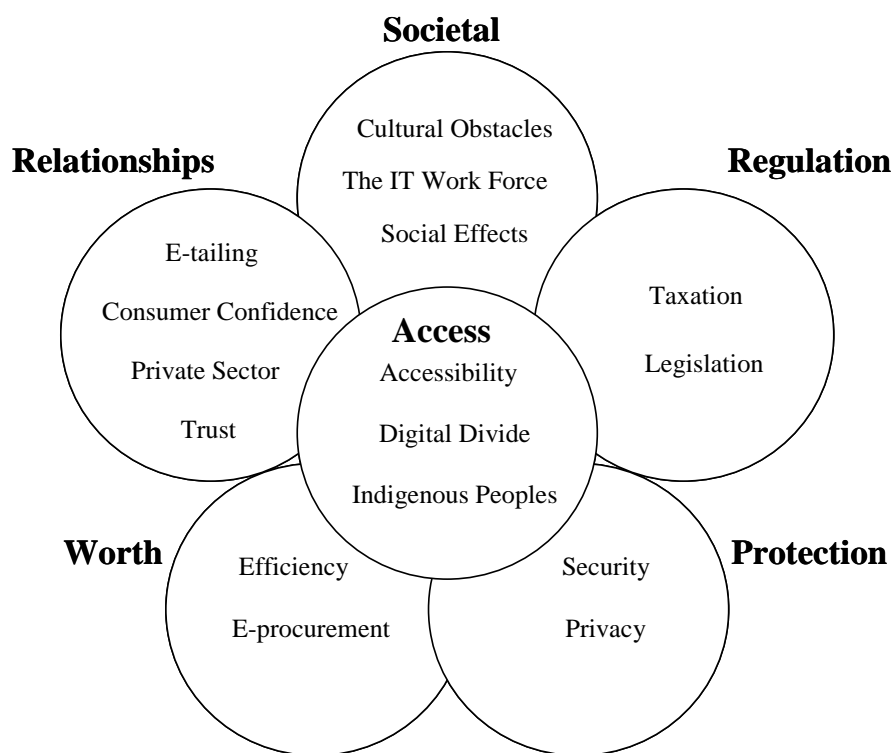 Societal
Cultural Obstacles
The IT Work Force
Social Effects
Relationships
E-tailing
Consumer Confidence
Private Sector
Trust
Regulation
Taxation
Legislation
Access
Accessibility
Digital Divide
Indigenous Peoples
Worth
Efficiency
E-procurement
Protection
Security
Privacy